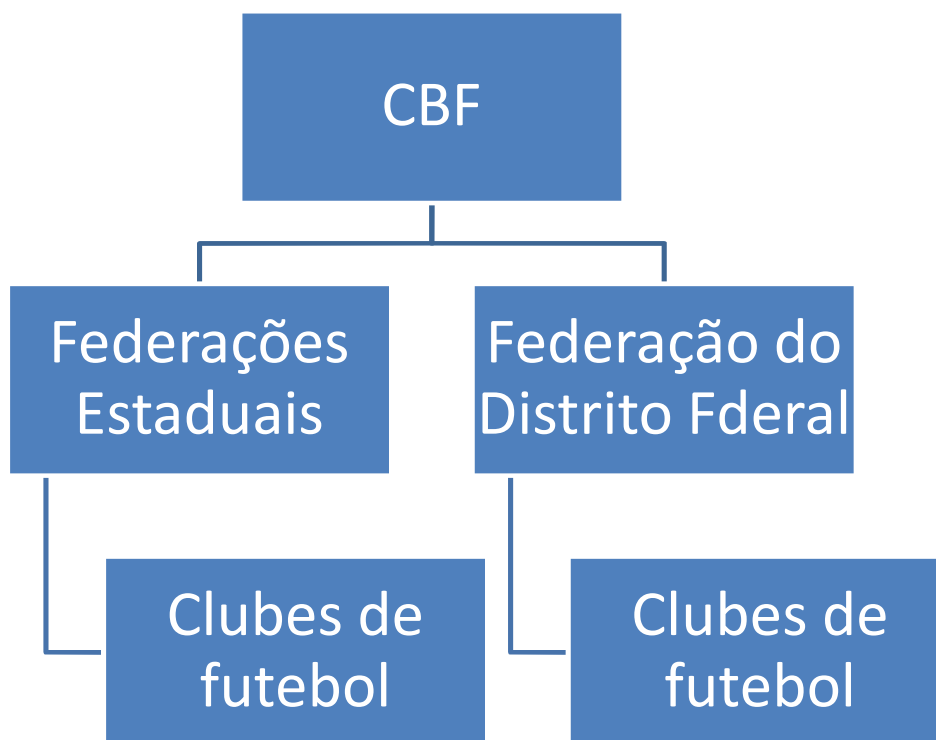 CBF
Federações
Estaduais
Federação do
Distrito Fderal
Clubes de
futebol
Clubes de
futebol